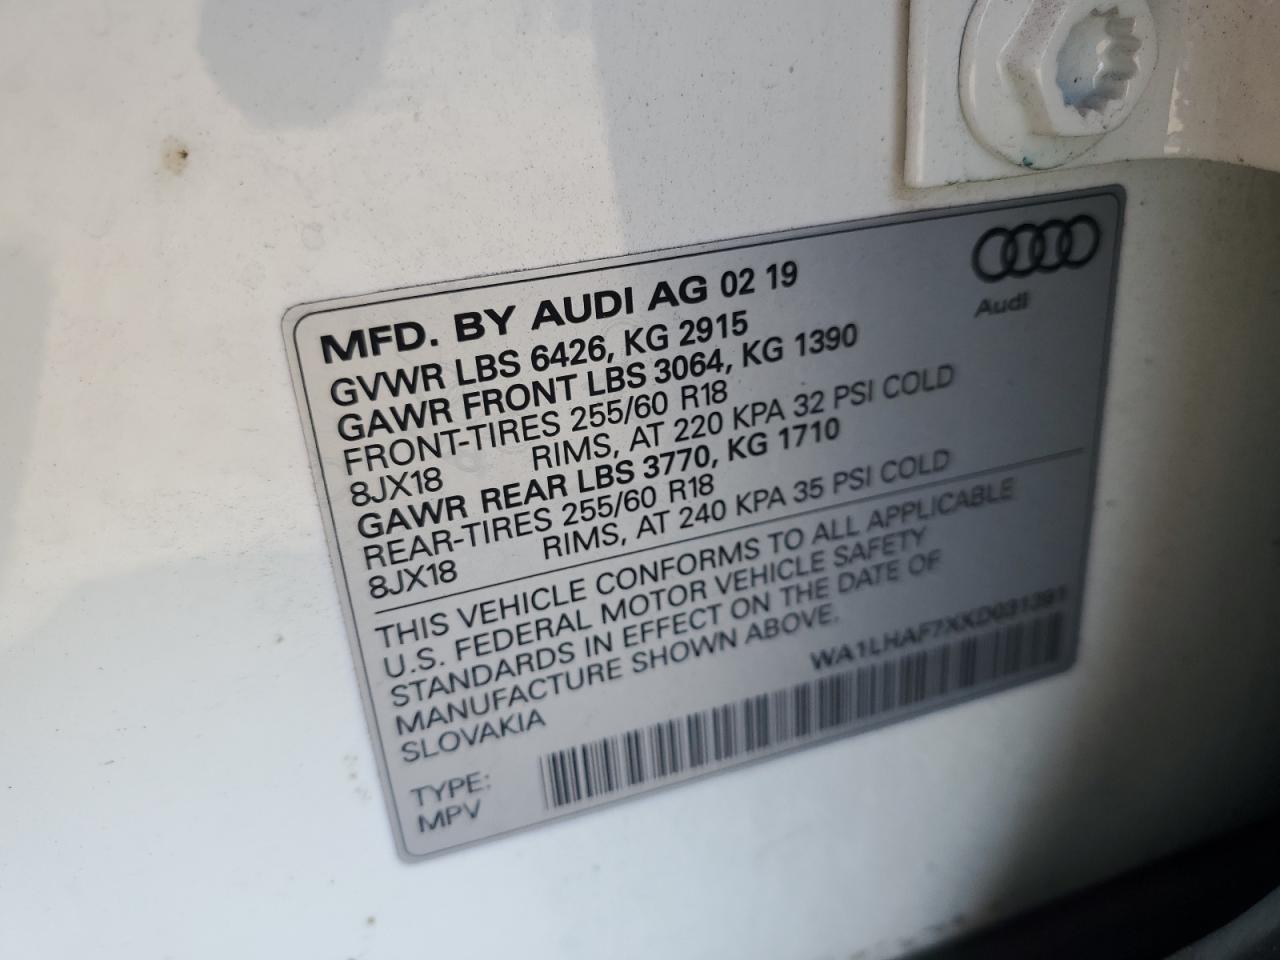 Audi
MFD. BY AUDI AG 02 19
GVWR LBS 6426, KG 2915
GAWR FRONT LBS 3064, KG 1390
FRONT-TIRES 255/60 R18
8JX18 RIMS, AT 220 KPA 32 PSI COLD
GAWR REAR LBS 3770, KG 1710
REAR-TIRES 255/60 R18
8JX18 RIMS, AT 240 KPA 35 PSI COLD
THIS VEHICLE CONFORMS TO ALL APPLICABLE
U.S. FEDERAL MOTOR VEHICLE SAFETY
STANDARDS IN EFFECT ON THE DATE OF
MANUFACTURE SHOWN ABOVE.
SLOVAKIA
WA1LHAF7XKD031391
TYPE:
MPV